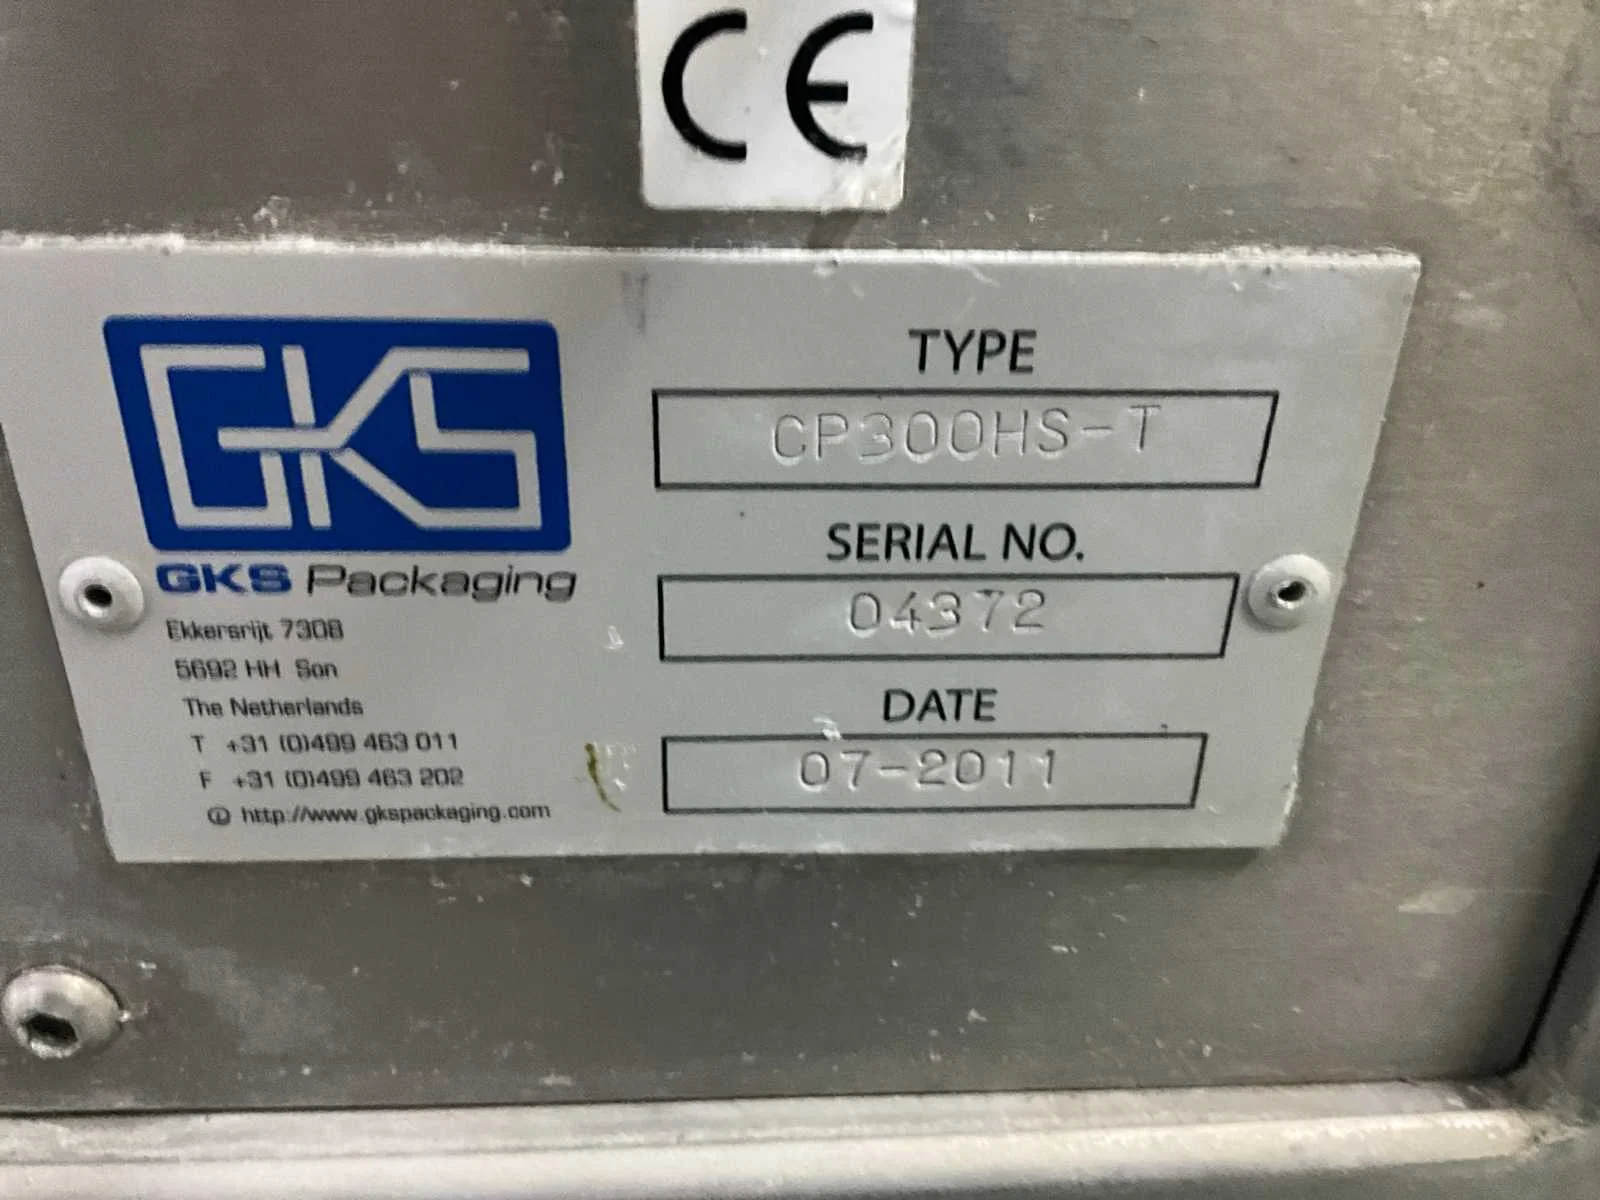 CE
GKS
GKS Packaging
Ekkersrijt 7308
5692 HH Son
The Netherlands
T +31 (0)499 463 011
F +31 (0)499 463 202
http://www.gkspackaging.com
TYPE
CP300HS-T
SERIAL NO.
04372
DATE
07-2011